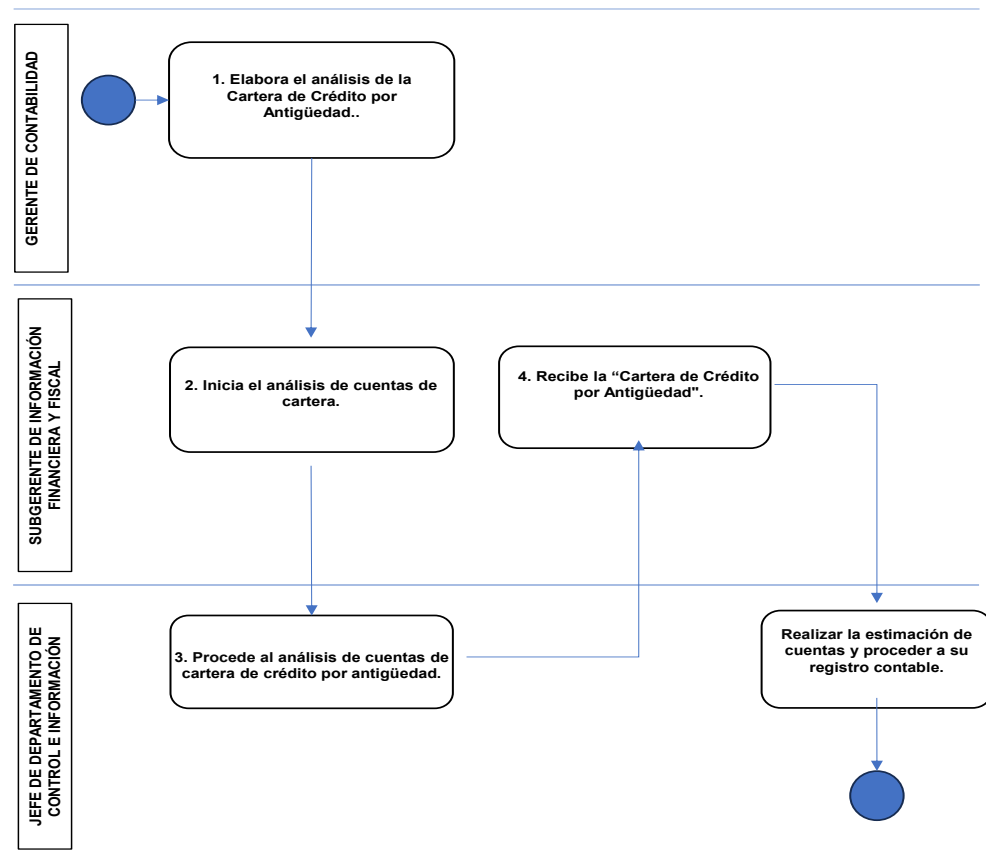 GERENTE DE CONTABILIDAD
1. Elabora el análisis de la
Cartera de Crédito por
Antigüedad..
SUBGERENTE DE INFORMACIÓN
FINANCIERA Y FISCAL
2. Inicia el análisis de cuentas de
cartera.
4. Recibe la “Cartera de Crédito
por Antigüedad".
JEFE DE DEPARTAMENTO DE
CONTROL E INFORMACIÓN
3. Procede al análisis de cuentas de
cartera de crédito por antigüedad.
Realizar la estimación de
cuentas y proceder a su
registro contable.